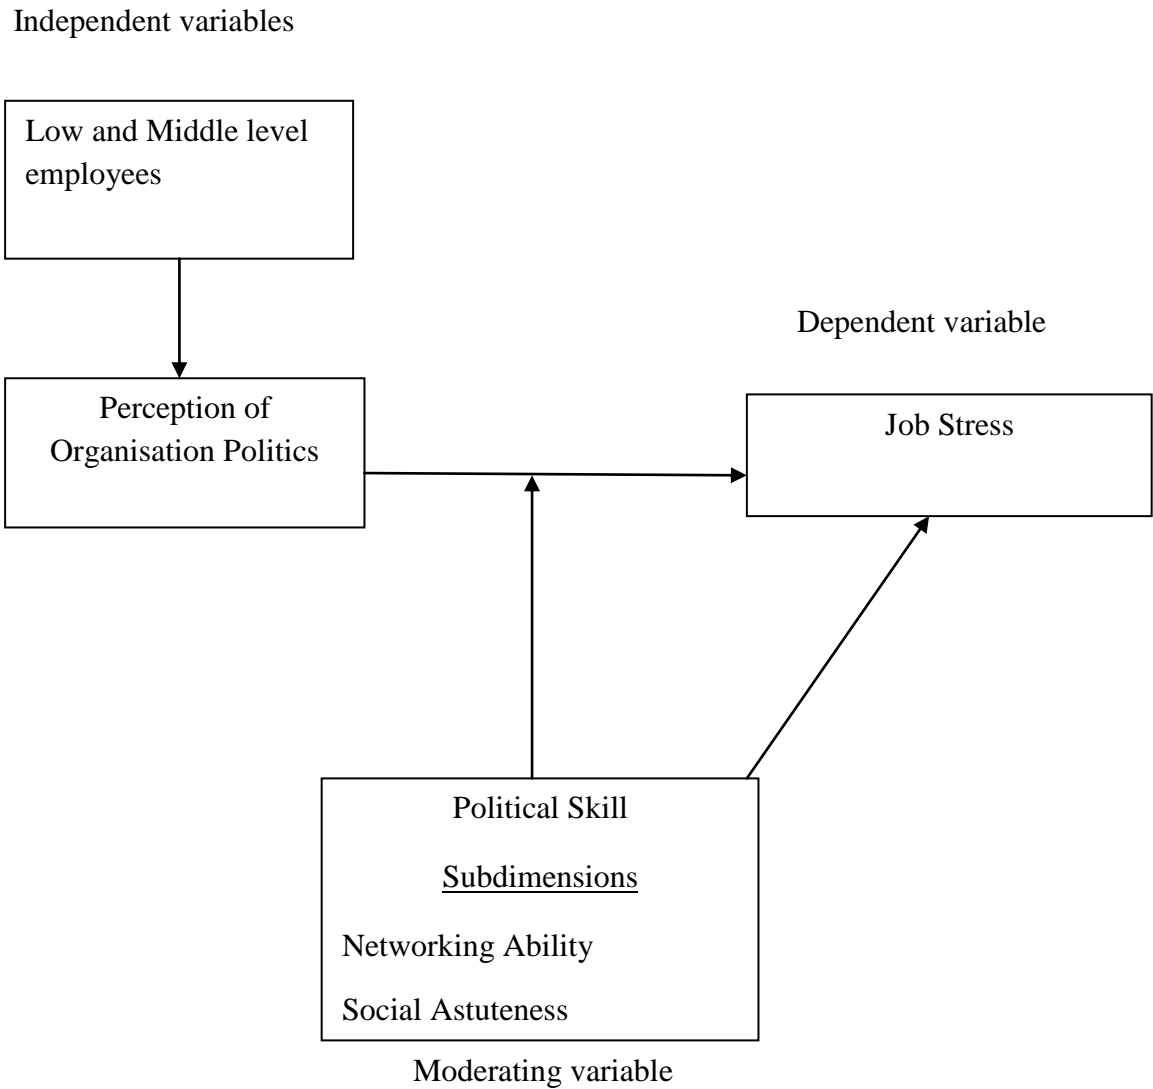 Independent variables
Low and Middle level
employees
Dependent variable
Perception of
Organisation Politics
Job Stress
Political Skill
Subdimensions
Networking Ability
Social Astuteness
Moderating variable